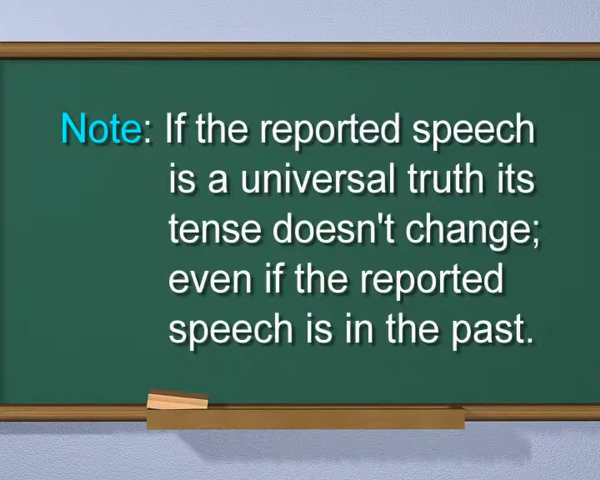 Note: If the reported speech
is a universal truth its
tense doesn't change;
even if the reported
speech is in the past.